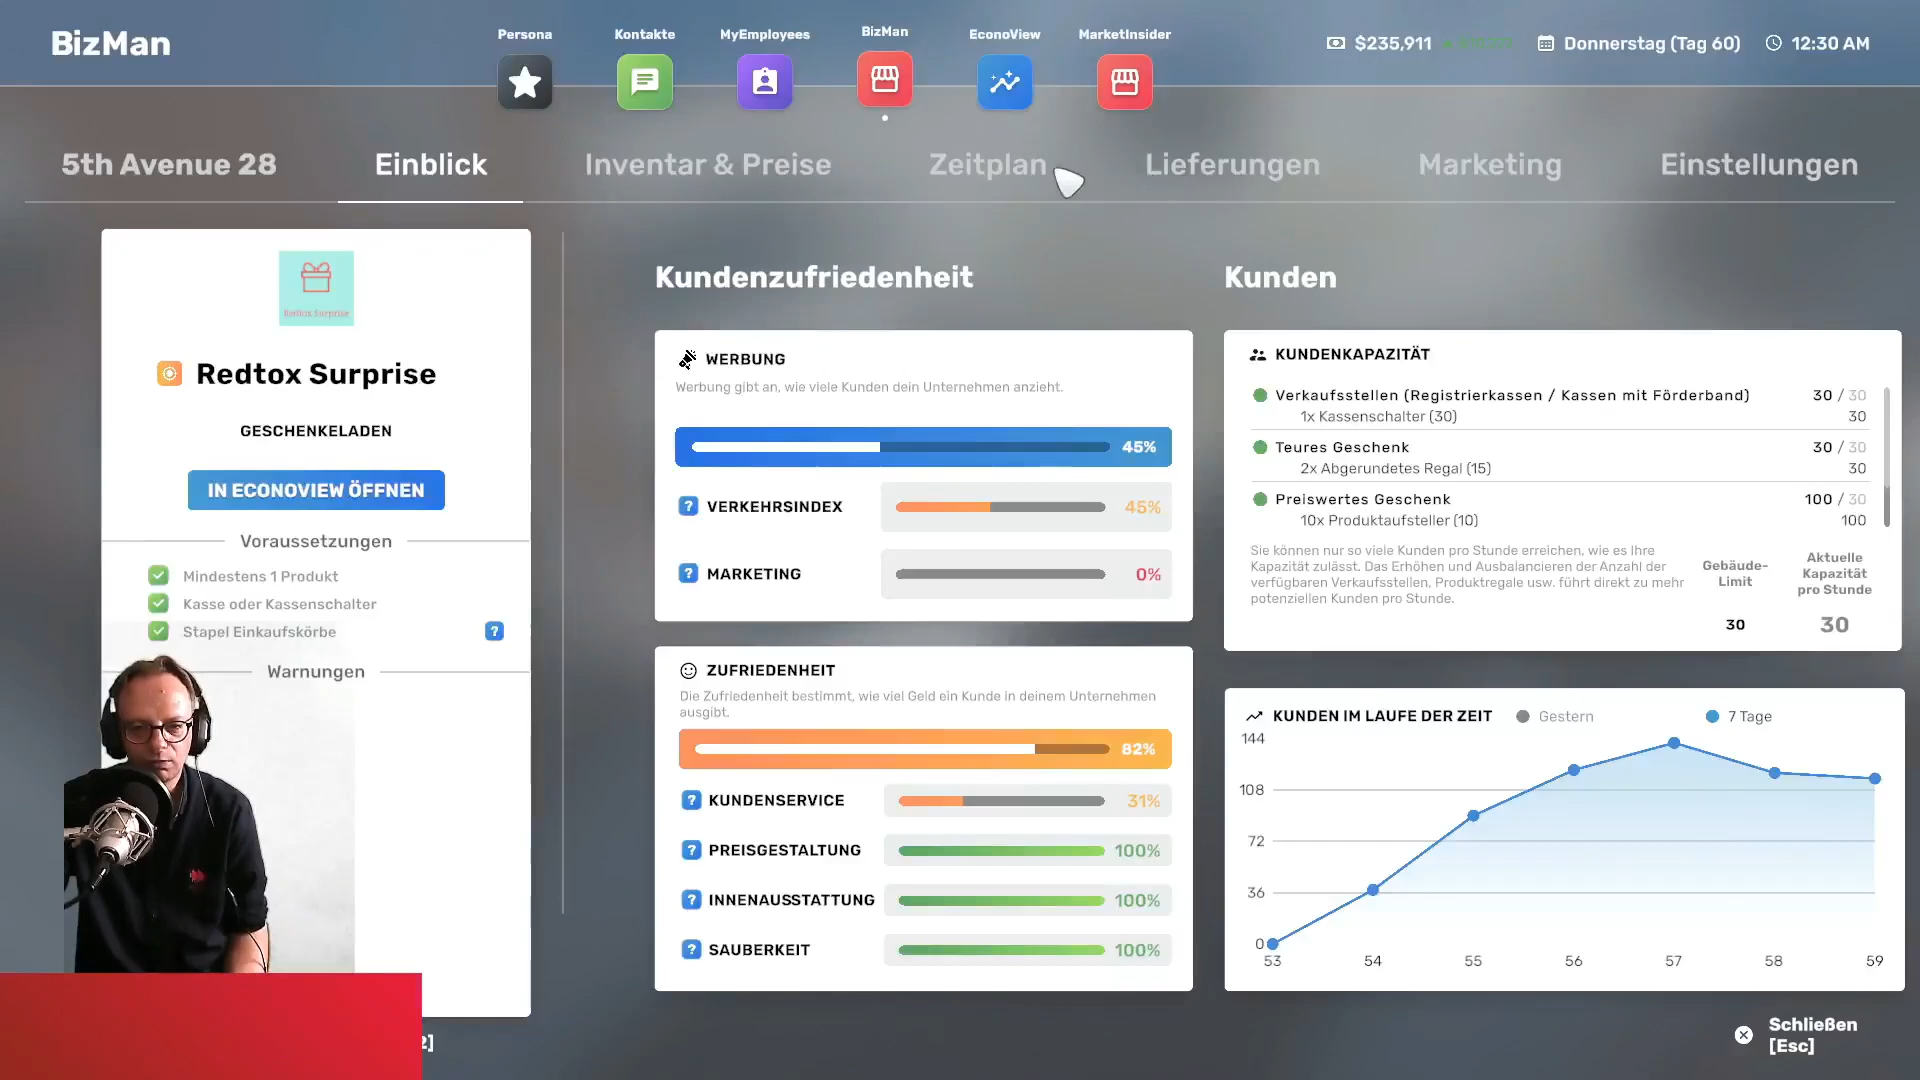 BizMan
Persona
Kontakte
MyEmployees
BizMan
EconoView
MarketInsider
$235,911
Donnerstag (Tag 60)
12:30 AM
5th Avenue 28
Einblick
Inventar & Preise
Zeitplan
Lieferungen
Marketing
Einstellungen
Redtox Surprise
Redtox Surprise
GESCHENKELADEN
IN ECONOVIEW ÖFFNEN
Voraussetzungen
Mindestens 1 Produkt
Kasse oder Kassenschalter
Stapel Einkaufskörbe
?
Warnungen
2]
Kundenzufriedenheit
WERBUNG
Werbung gibt an, wie viele Kunden dein Unternehmen anzieht.
45%
? VERKEHRSINDEX 45%
? MARKETING 0%
ZUFRIEDENHEIT
Die Zufriedenheit bestimmt, wie viel Geld ein Kunde in deinem Unternehmen
ausgibt.
82%
? KUNDENSERVICE 31%
? PREISGESTALTUNG 100%
? INNENAUSSTATTUNG 100%
? SAUBERKEIT 100%
Kunden
KUNDENKAPAZITÄT
Verkaufsstellen (Registrierkassen / Kassen mit Förderband) 30 / 30
1x Kassenschalter (30) 30
Teures Geschenk 30 / 30
2x Abgerundetes Regal (15) 30
Preiswertes Geschenk 100 / 30
10x Produktaufsteller (10) 100
Sie können nur so viele Kunden pro Stunde erreichen, wie es Ihre
Kapazität zulässt. Das Erhöhen und Ausbalancieren der Anzahl der
verfügbaren Verkaufsstellen, Produktregale usw. führt direkt zu mehr
potenziellen Kunden pro Stunde.
Gebäude-
Limit
30
Aktuelle
Kapazität
pro Stunde
30
KUNDEN IM LAUFE DER ZEIT
Gestern
7 Tage
144
108
72
36
0
53 54 55 56 57 58 59
Schließen
[Esc]